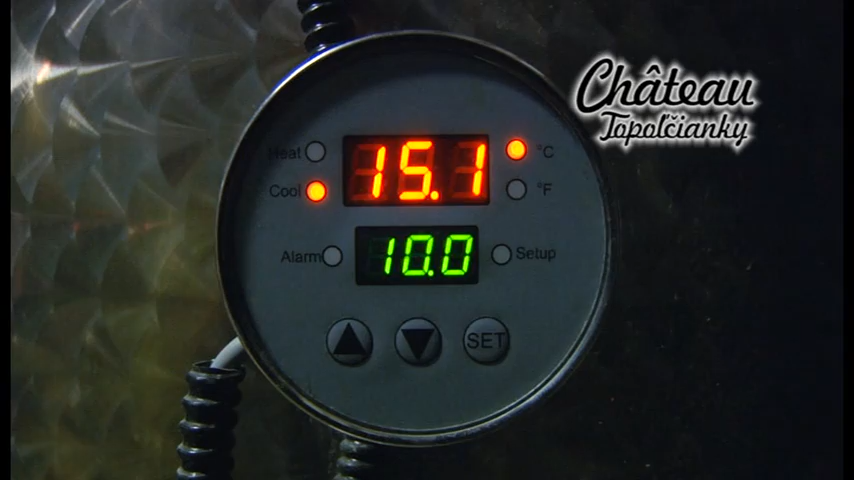 Château
Topoľčianky
Heat
15.1
°C
Cool
°F
Alarm
10.0
Setup
SET